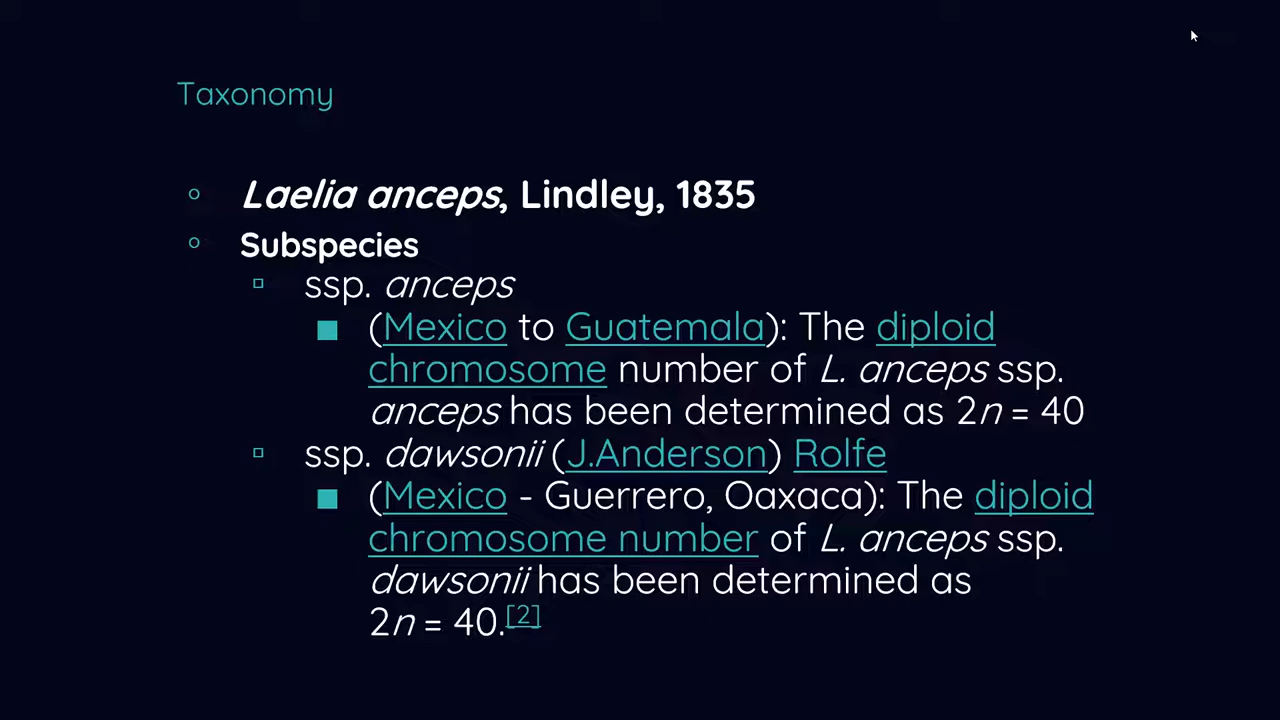 Taxonomy
Laelia anceps, Lindley, 1835
Subspecies
ssp. anceps
(Mexico to Guatemala): The diploid
chromosome number of L. anceps ssp.
anceps has been determined as 2n = 40
ssp. dawsonii (J.Anderson) Rolfe
(Mexico - Guerrero, Oaxaca): The diploid
chromosome number of L. anceps ssp.
dawsonii has been determined as
2n = 40.[2]